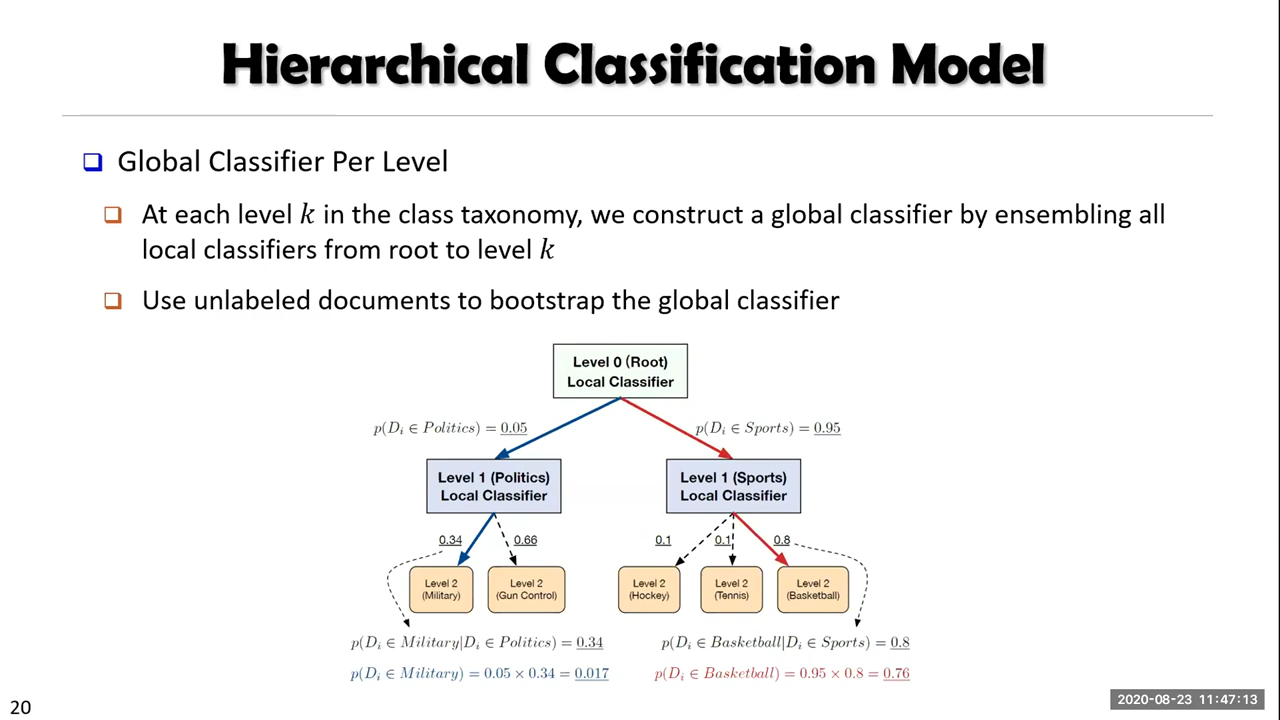 Hierarchical Classification Model
Global Classifier Per Level
At each level k in the class taxonomy, we construct a global classifier by ensembling all
local classifiers from root to level k
Use unlabeled documents to bootstrap the global classifier
Level 0 (Root)
Local Classifier
p(Dᵢ ∈ Politics) = 0.05
p(Dᵢ ∈ Sports) = 0.95
Level 1 (Politics)
Local Classifier
Level 1 (Sports)
Local Classifier
0.34
0.66
0.1
0.1
0.8
Level 2
(Military)
Level 2
(Gun Control)
Level 2
(Hockey)
Level 2
(Tennis)
Level 2
(Basketball)
p(Dᵢ ∈ Military|Dᵢ ∈ Politics) = 0.34
p(Dᵢ ∈ Basketball|Dᵢ ∈ Sports) = 0.8
p(Dᵢ ∈ Military) = 0.05 × 0.34 = 0.017
p(Dᵢ ∈ Basketball) = 0.95 × 0.8 = 0.76
2020-08-23 11:47:13
20